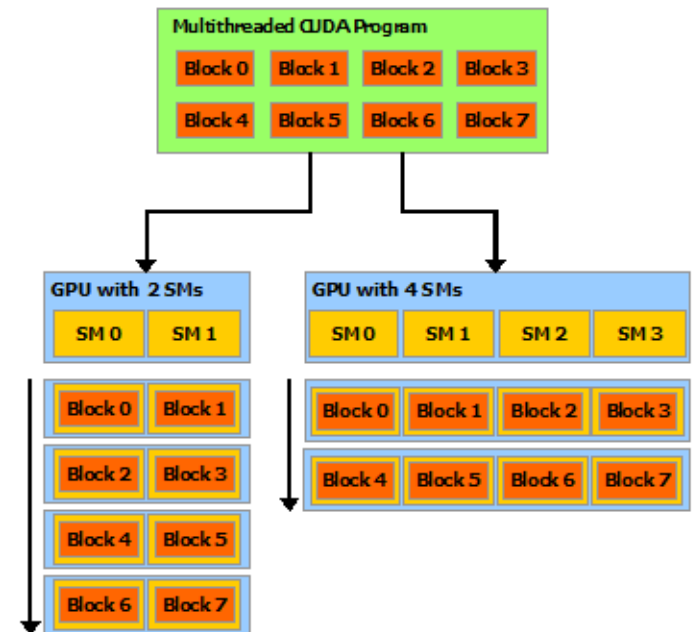 Multithreaded CUDA Program
Block 0 Block 1 Block 2 Block 3
Block 4 Block 5 Block 6 Block 7
GPU with 2 SMs
SM 0 SM 1
Block 0 Block 1
Block 2 Block 3
Block 4 Block 5
Block 6 Block 7
GPU with 4 SMs
SM 0 SM 1 SM 2 SM 3
Block 0 Block 1 Block 2 Block 3
Block 4 Block 5 Block 6 Block 7